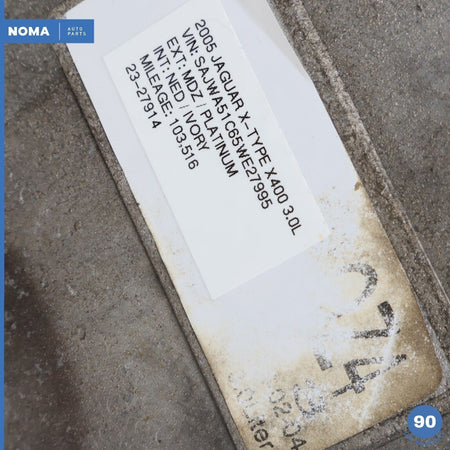 NOMA AUTO PARTS
2005 JAGUAR X-TYPE X400 3.0L
VIN: SAJWA51C65WE27995
EXT: MDZ / PLATINUM
INT: NED / IVORY
MILEAGE: 103.516
23-27914
90